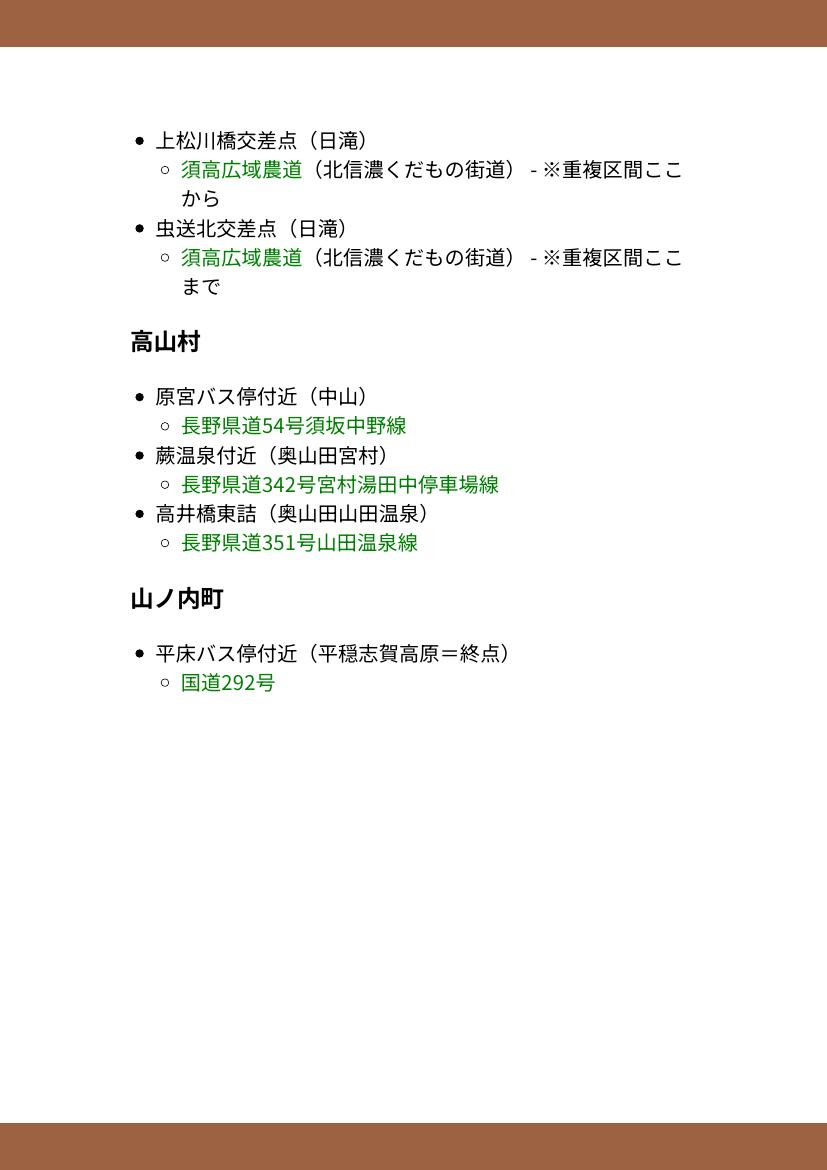 上松川橋交差点（日滝）
須高広域農道（北信濃くだもの街道） - ※重複区間ここ
から
虫送北交差点（日滝）
須高広域農道（北信濃くだもの街道） - ※重複区間ここ
まで
高山村
原宮バス停付近（中山）
長野県道54号須坂中野線
蕨温泉付近（奥山田宮村）
長野県道342号宮村湯田中停車場線
高井橋東詰（奥山田山田温泉）
長野県道351号山田温泉線
山ノ内町
平床バス停付近（平穏志賀高原＝終点）
国道292号